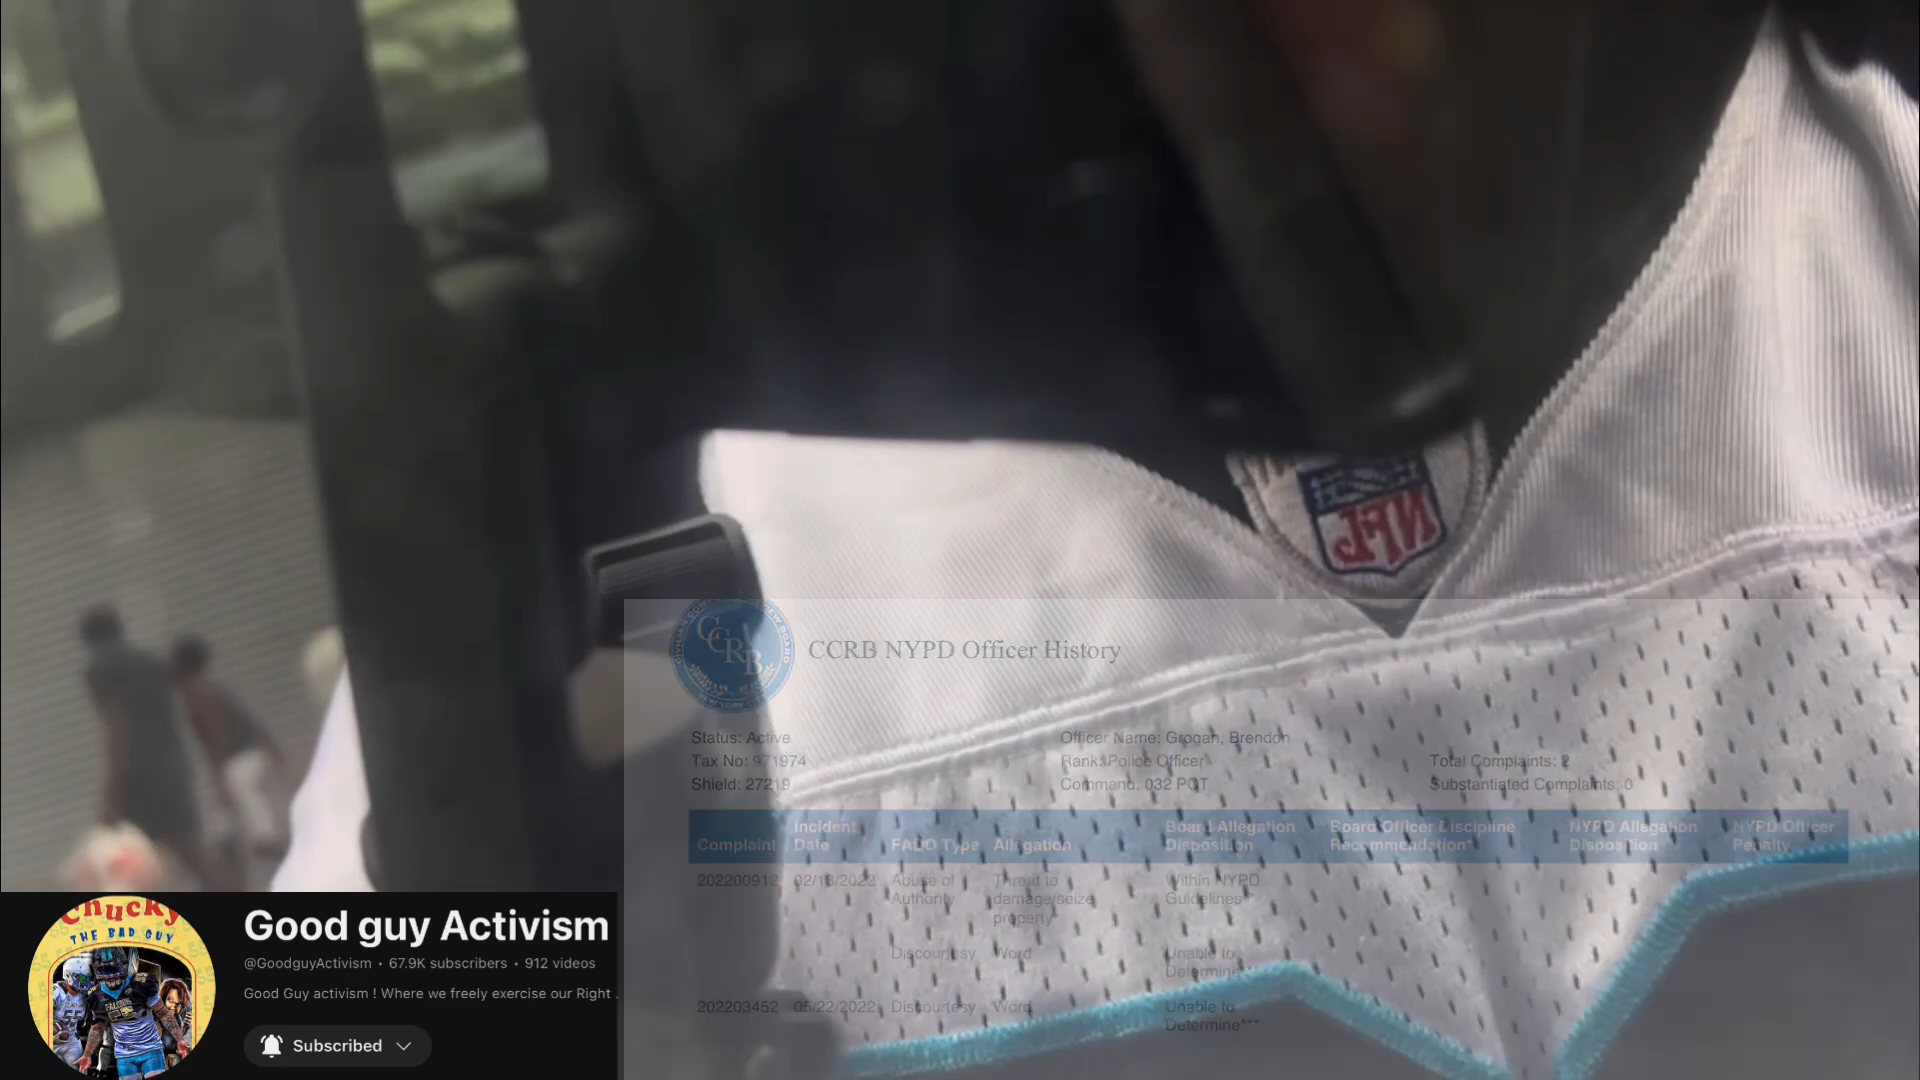 NFL
CCRB
CCRB NYPD Officer History
Status: Active
Officer Name: Grogan, Brendon
Tax No: 971974
Rank: Police Officer
Total Complaints: 2
Shield: 27219
Command: 032 PCT
Substantiated Complaints: 0
Complaint
Incident Date
FADO Type
Allegation
Board Allegation Disposition
Board Officer Discipline Recommendation*
NYPD Allegation Disposition
NYPD Officer Penalty
202200912 02/13/2022 Abuse of Threat to Within NYPD
Authority damage/seize Guidelines
property
Discourtesy Word Unable to
Determine
202203452 05/22/2022 Discourtesy Word Unable to
Determine***
Chucky
THE BAD GUY
Good guy Activism
@GoodguyActivism • 67.9K subscribers • 912 videos
Good Guy activism ! Where we freely exercise our Right .
Subscribed